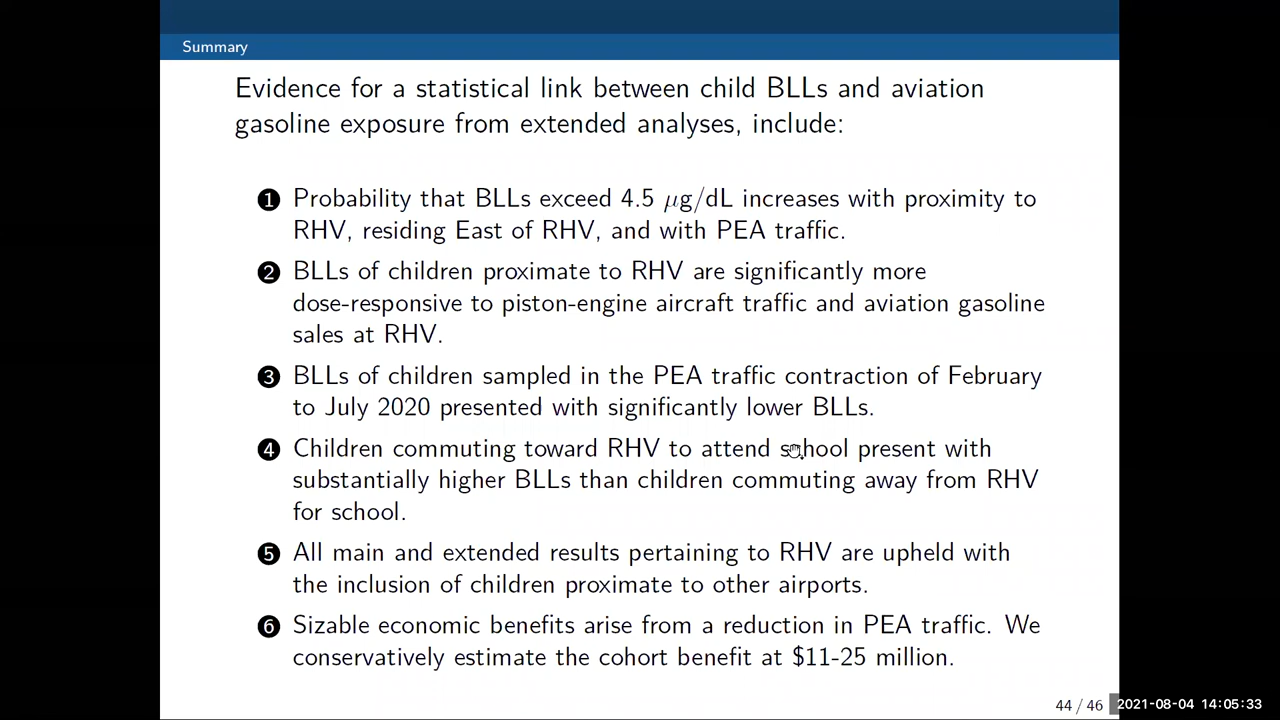 Summary
Evidence for a statistical link between child BLLs and aviation
gasoline exposure from extended analyses, include:
1 Probability that BLLs exceed 4.5 μg/dL increases with proximity to
RHV, residing East of RHV, and with PEA traffic.
2 BLLs of children proximate to RHV are significantly more
dose-responsive to piston-engine aircraft traffic and aviation gasoline
sales at RHV.
3 BLLs of children sampled in the PEA traffic contraction of February
to July 2020 presented with significantly lower BLLs.
4 Children commuting toward RHV to attend school present with
substantially higher BLLs than children commuting away from RHV
for school.
5 All main and extended results pertaining to RHV are upheld with
the inclusion of children proximate to other airports.
6 Sizable economic benefits arise from a reduction in PEA traffic. We
conservatively estimate the cohort benefit at $11-25 million.
44 / 46
2021-08-04 14:05:33